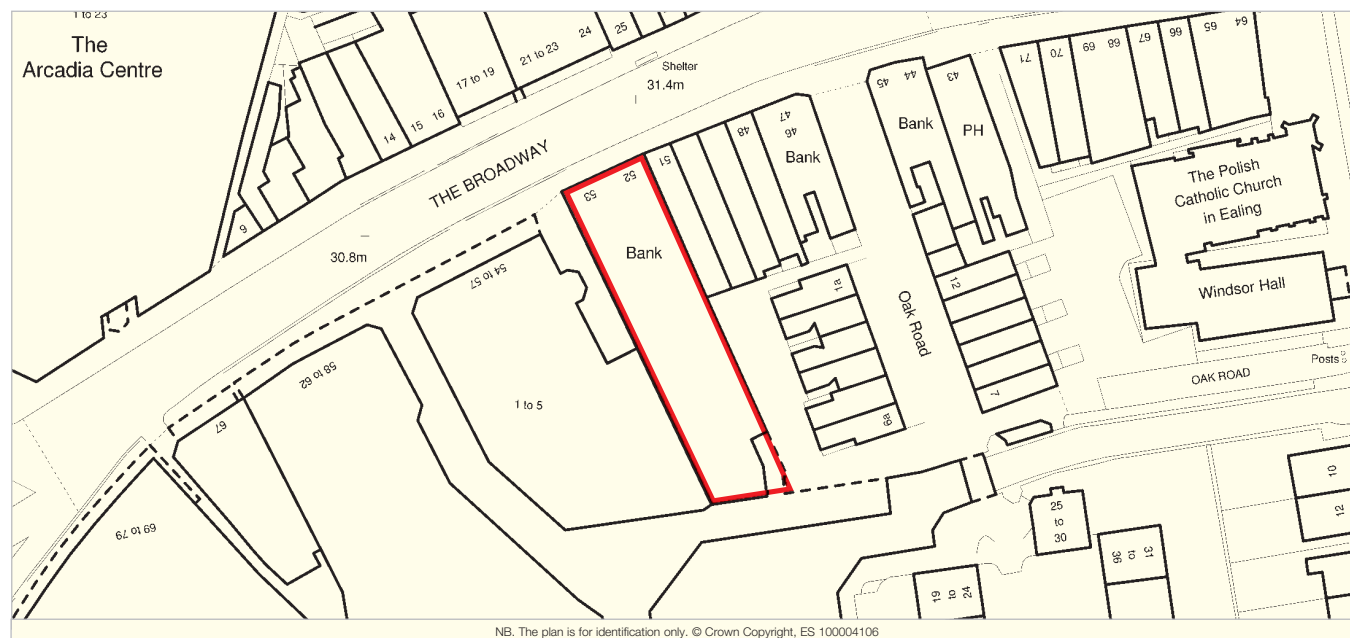 1 to 23
The
Arcadia Centre
24
25
21 to 23
17 to 19
16
15
14
9
Shelter
31.4m
THE BROADWAY
30.8m
53
52
51
48
47
46
Bank
Bank
45
44
43
Bank
PH
71
70
69
68
67
66
65
64
The Polish
Catholic Church
in Ealing
Windsor Hall
Posts
OAK ROAD
Oak Road
12
7
1a
6a
54 to 57
58 to 62
67
69 to 79
1 to 5
25
to
30
31
to
36
19
to
24
10
12
NB. The plan is for identification only. © Crown Copyright, ES 100004106